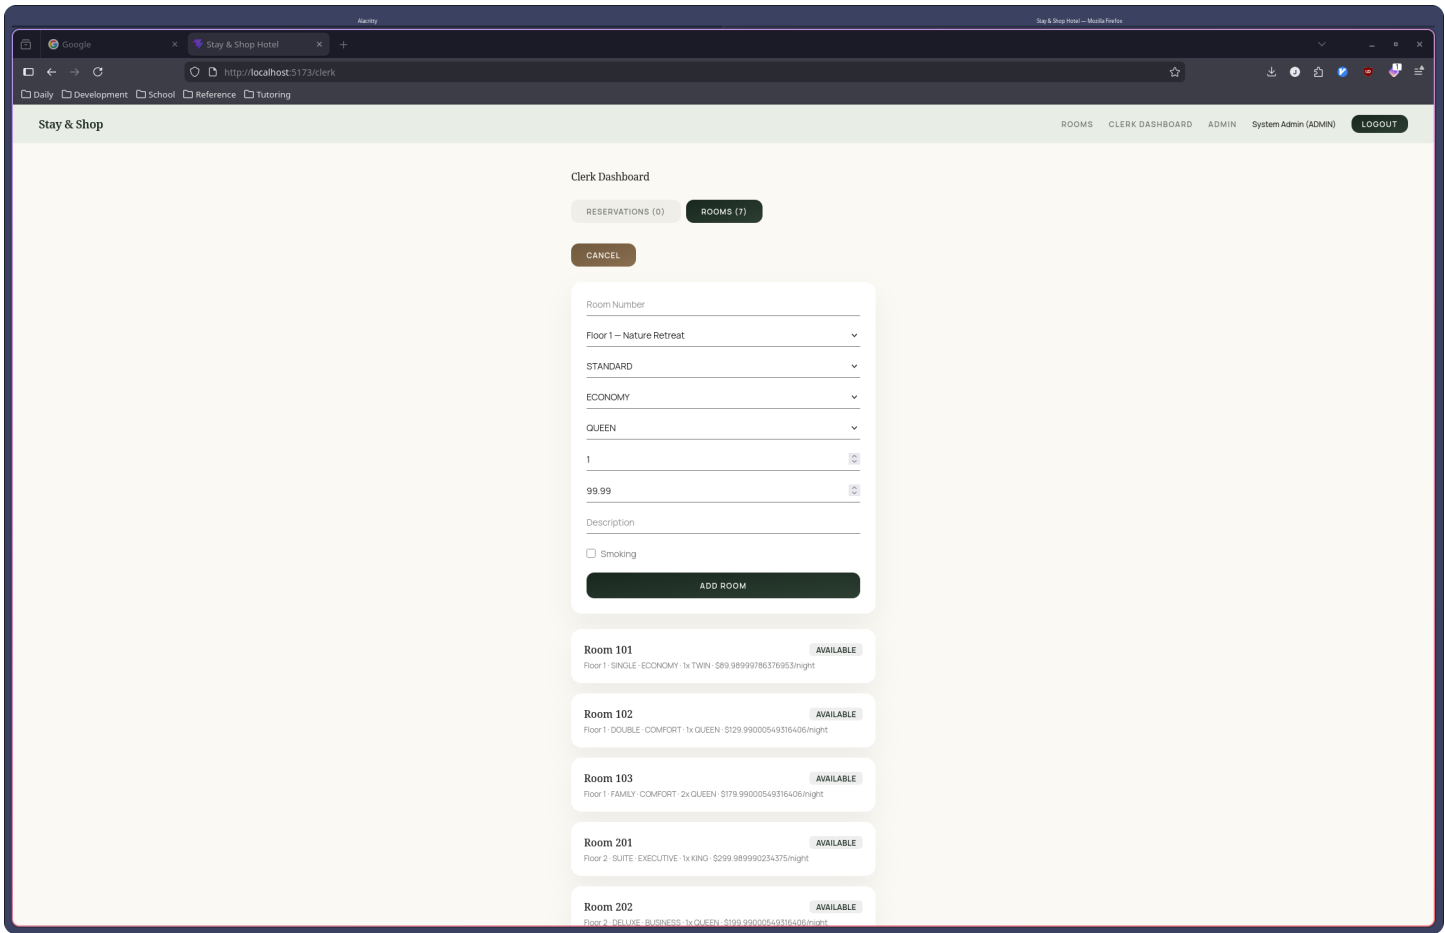 Alacritty
Stay & Shop Hotel — Mozilla Firefox
Google
Stay & Shop Hotel
http://localhost:5173/clerk
Daily
Development
School
Reference
Tutoring
Stay & Shop
ROOMS
CLERK DASHBOARD
ADMIN
System Admin (ADMIN)
LOGOUT
Clerk Dashboard
RESERVATIONS (0)
ROOMS (7)
CANCEL
Room Number
Floor 1 — Nature Retreat
STANDARD
ECONOMY
QUEEN
1
99.99
Description
Smoking
ADD ROOM
Room 101
AVAILABLE
Floor 1 · SINGLE · ECONOMY · 1x TWIN · $89.98999786376953/night
Room 102
AVAILABLE
Floor 1 · DOUBLE · COMFORT · 1x QUEEN · $129.99000549316406/night
Room 103
AVAILABLE
Floor 1 · FAMILY · COMFORT · 2x QUEEN · $179.99000549316406/night
Room 201
AVAILABLE
Floor 2 · SUITE · EXECUTIVE · 1x KING · $299.989990234375/night
Room 202
AVAILABLE
Floor 2 · DELUXE · BUSINESS · 1x QUEEN · $199.99000549316406/night